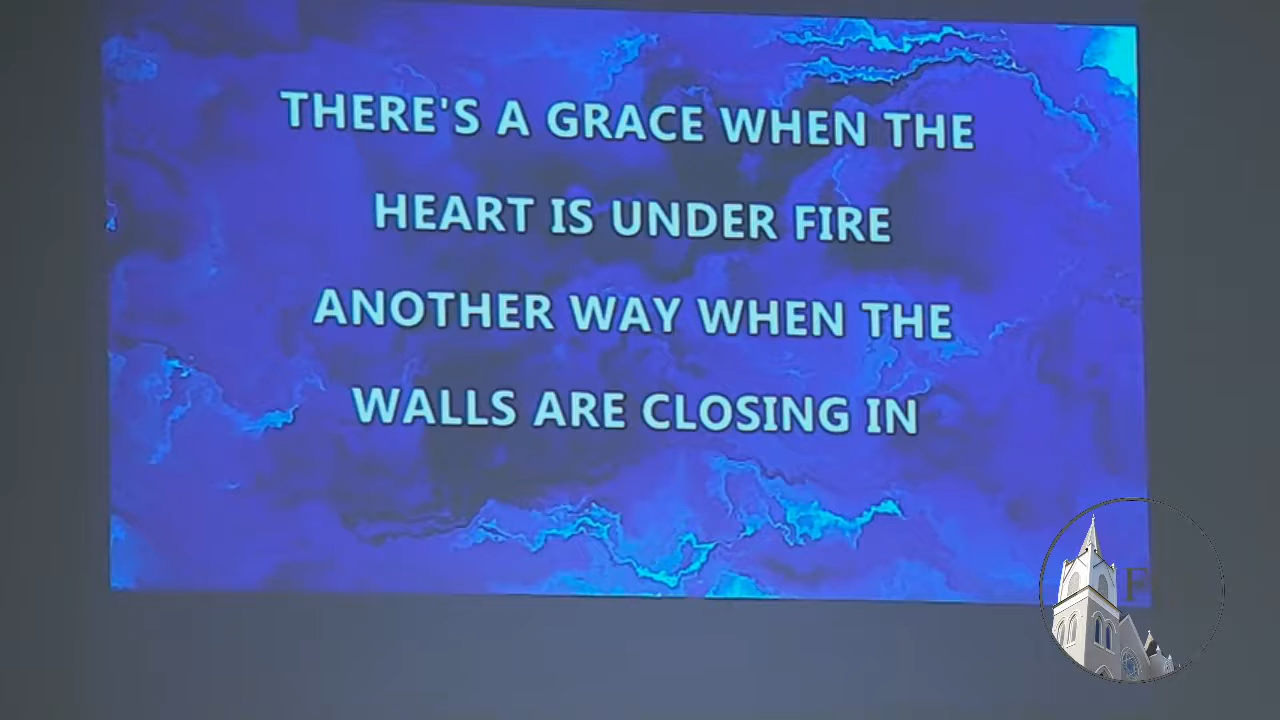 THERE'S A GRACE WHEN THE
HEART IS UNDER FIRE
ANOTHER WAY WHEN THE
WALLS ARE CLOSING IN
F